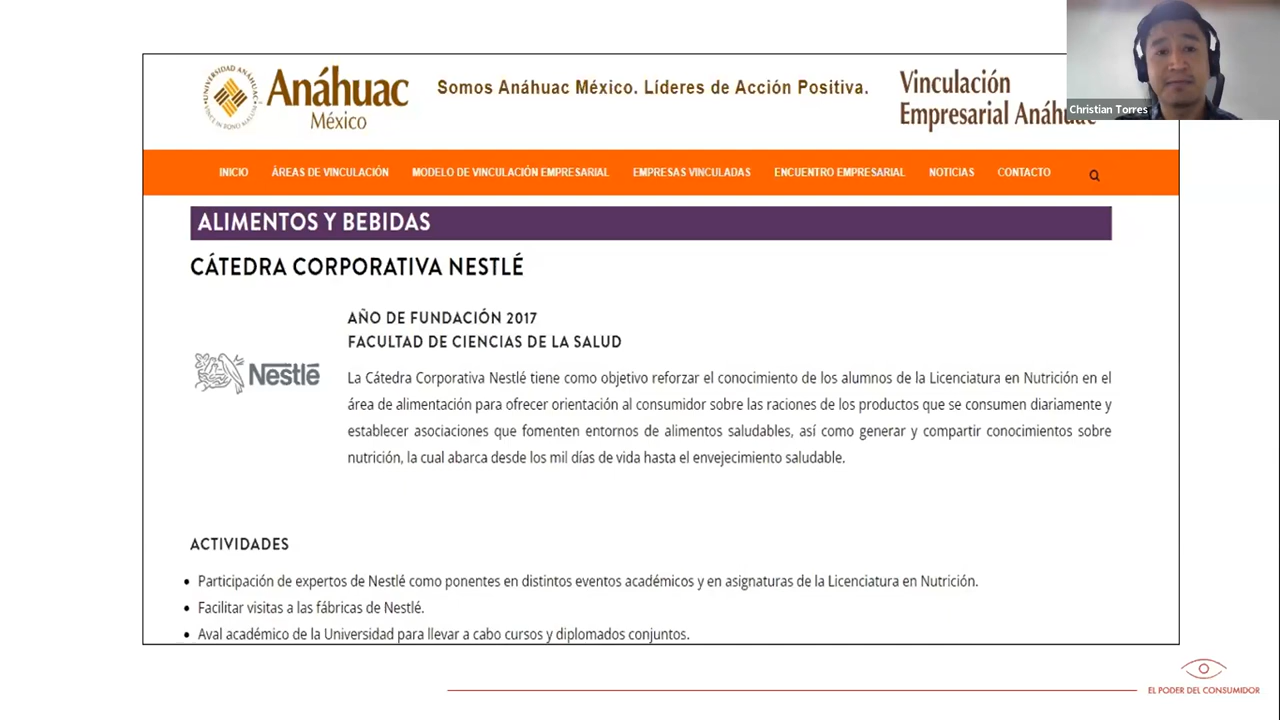 UNIVERSIDAD ANÁHUAC
VINCE IN BONO MALUM
Anáhuac
México
Somos Anáhuac México. Líderes de Acción Positiva.
Vinculación
Empresarial Anáhuac
Christian Torres
INICIO ÁREAS DE VINCULACIÓN MODELO DE VINCULACIÓN EMPRESARIAL EMPRESAS VINCULADAS ENCUENTRO EMPRESARIAL NOTICIAS CONTACTO
ALIMENTOS Y BEBIDAS
CÁTEDRA CORPORATIVA NESTLÉ
AÑO DE FUNDACIÓN 2017
FACULTAD DE CIENCIAS DE LA SALUD
Nestlé
La Cátedra Corporativa Nestlé tiene como objetivo reforzar el conocimiento de los alumnos de la Licenciatura en Nutrición en el
área de alimentación para ofrecer orientación al consumidor sobre las raciones de los productos que se consumen diariamente y
establecer asociaciones que fomenten entornos de alimentos saludables, así como generar y compartir conocimientos sobre
nutrición, la cual abarca desde los mil días de vida hasta el envejecimiento saludable.
ACTIVIDADES
• Participación de expertos de Nestlé como ponentes en distintos eventos académicos y en asignaturas de la Licenciatura en Nutrición.
• Facilitar visitas a las fábricas de Nestlé.
• Aval académico de la Universidad para llevar a cabo cursos y diplomados conjuntos.
EL PODER DEL CONSUMIDOR